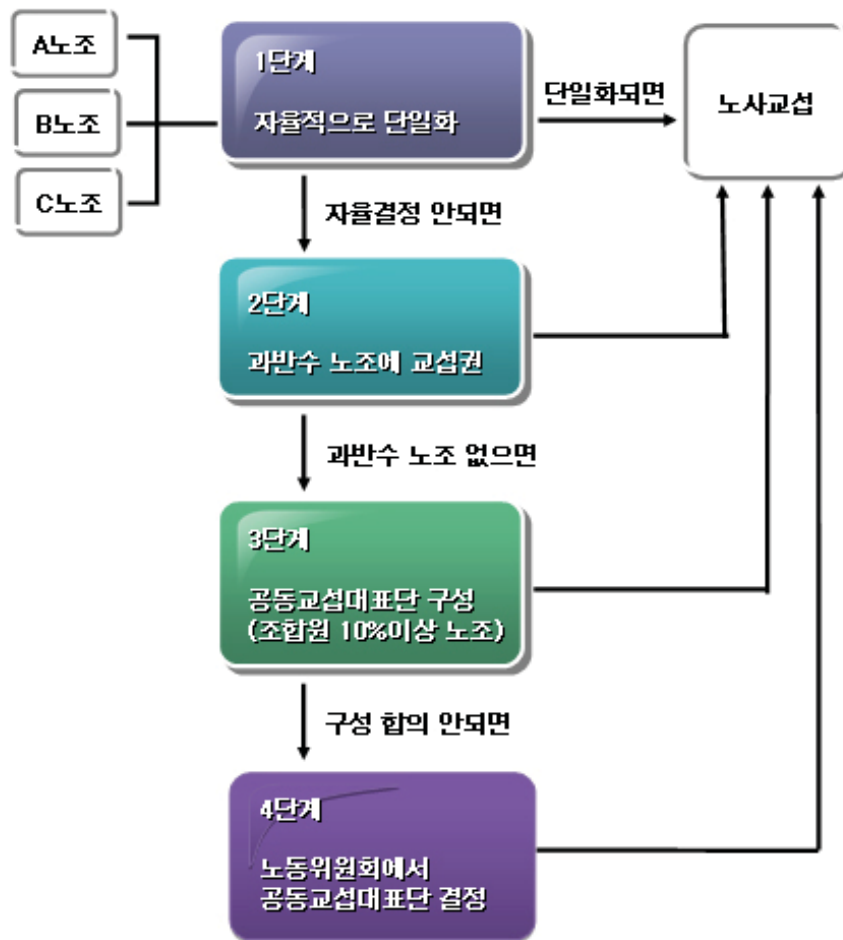 A노조
B노조
C노조
1단계
자율적으로 단일화
단일화되면
노사교섭
자율결정 안되면
2단계
과반수 노조에 교섭권
과반수 노조 없으면
3단계
공동교섭대표단 구성
(조합원 10%이상 노조)
구성 합의 안되면
4단계
노동위원회에서
공동교섭대표단 결정